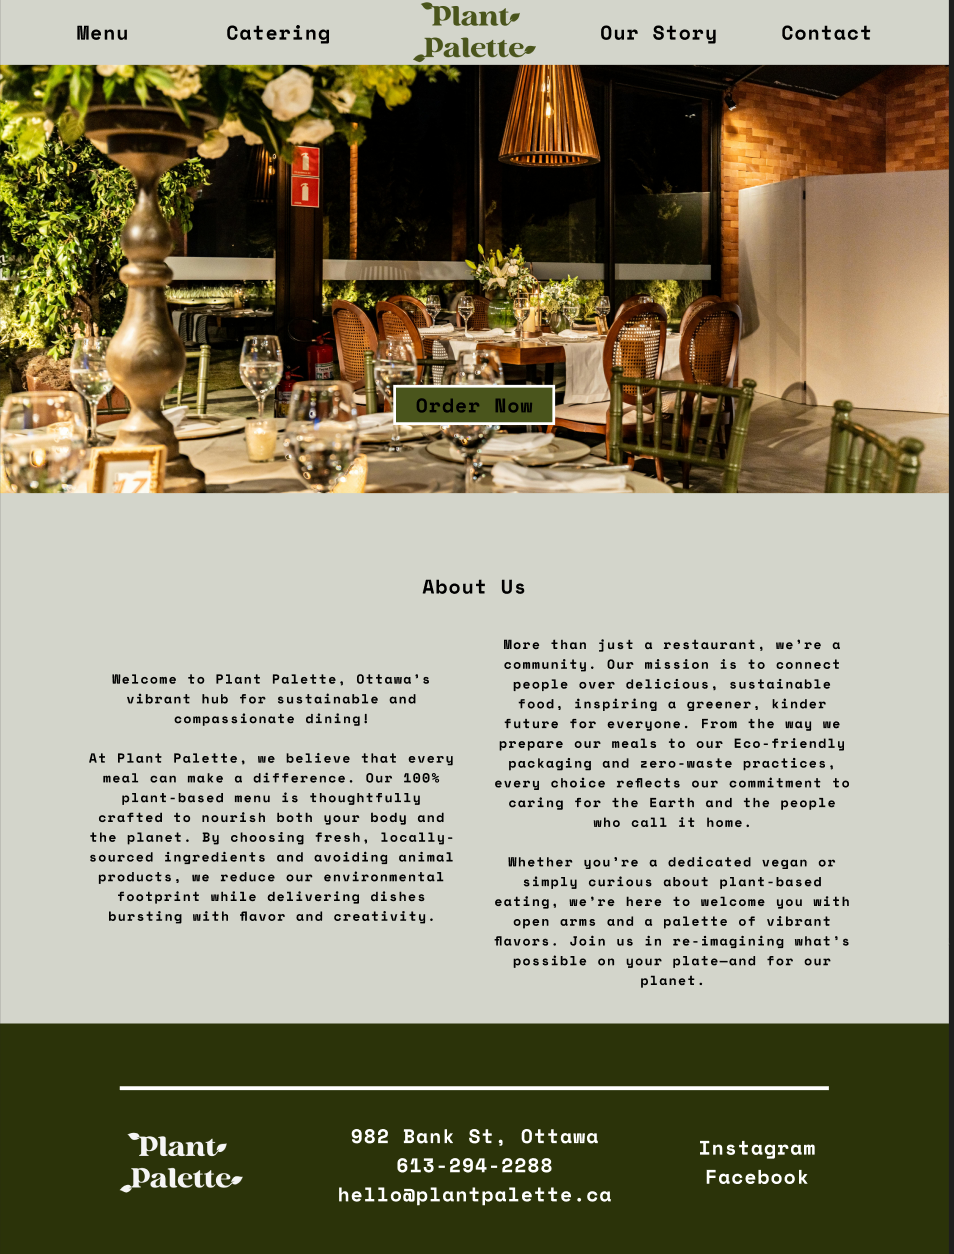 Menu
Catering
Plant
Palette
Our Story
Contact
Order Now
About Us
Welcome to Plant Palette, Ottawa’s
vibrant hub for sustainable and
compassionate dining!
At Plant Palette, we believe that every
meal can make a difference. Our 100%
plant-based menu is thoughtfully
crafted to nourish both your body and
the planet. By choosing fresh, locally-
sourced ingredients and avoiding animal
products, we reduce our environmental
footprint while delivering dishes
bursting with flavor and creativity.
More than just a restaurant, we’re a
community. Our mission is to connect
people over delicious, sustainable
food, inspiring a greener, kinder
future for everyone. From the way we
prepare our meals to our Eco-friendly
packaging and zero-waste practices,
every choice reflects our commitment to
caring for the Earth and the people
who call it home.
Whether you’re a dedicated vegan or
simply curious about plant-based
eating, we’re here to welcome you with
open arms and a palette of vibrant
flavors. Join us in re-imagining what’s
possible on your plate—and for our
planet.
Plant
Palette
982 Bank St, Ottawa
613-294-2288
hello@plantpalette.ca
Instagram
Facebook